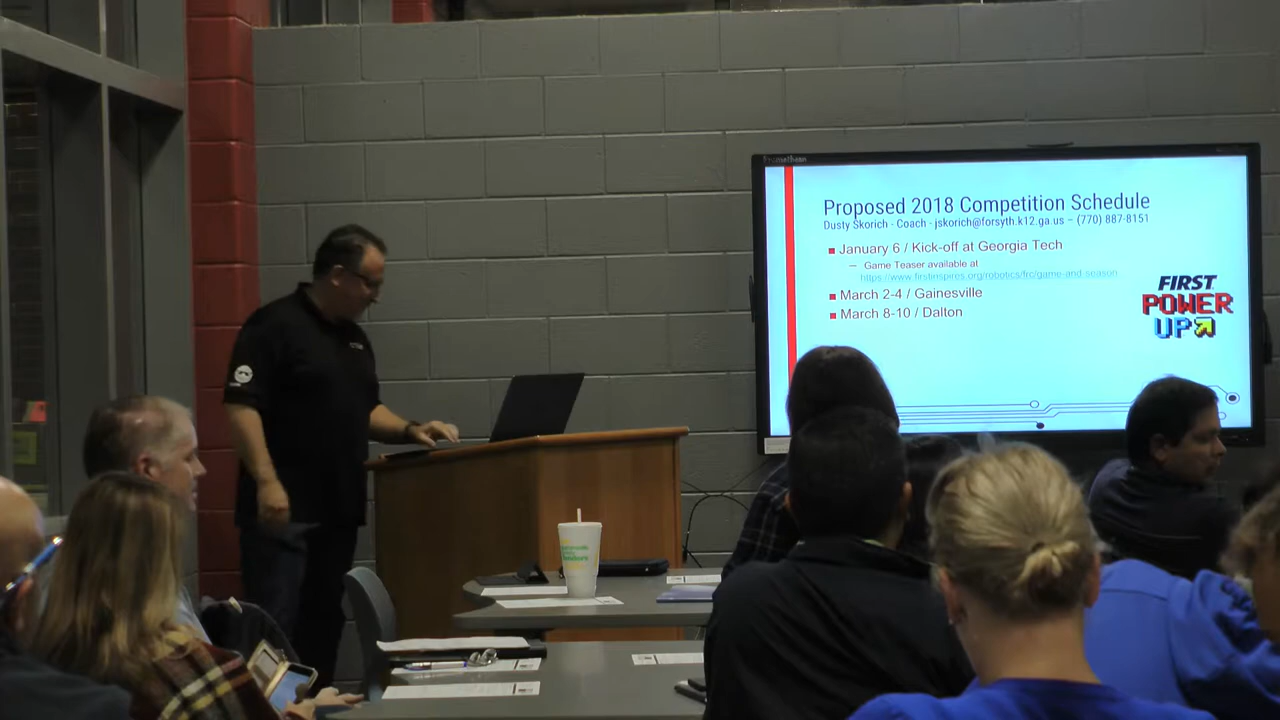 Promethean
Proposed 2018 Competition Schedule
Dusty Skorich - Coach - jskorich@forsyth.k12.ga.us – (770) 887-8151
January 6 / Kick-off at Georgia Tech
– Game Teaser available at
https://www.firstinspires.org/robotics/frc/game-and-season
March 2-4 / Gainesville
March 8-10 / Dalton
FIRST
POWER
UP